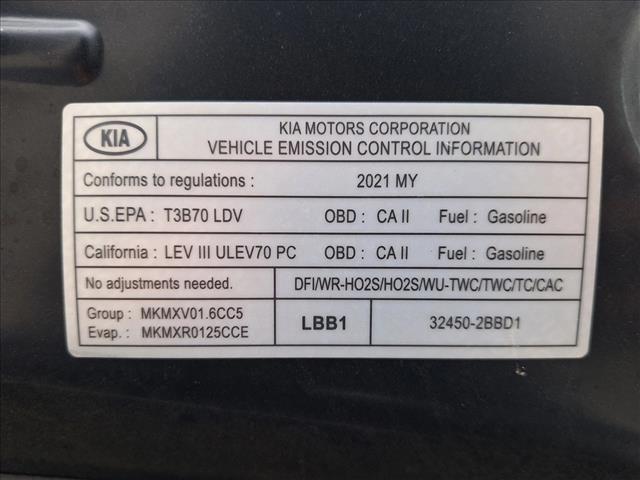 KIA
KIA MOTORS CORPORATION
VEHICLE EMISSION CONTROL INFORMATION
Conforms to regulations : 2021 MY
U.S.EPA : T3B70 LDV OBD : CA II Fuel : Gasoline
California : LEV III ULEV70 PC OBD : CA II Fuel : Gasoline
No adjustments needed. DFI/WR-HO2S/HO2S/WU-TWC/TWC/TC/CAC
Group : MKMXV01.6CC5
Evap. : MKMXR0125CCE
LBB1 32450-2BBD1